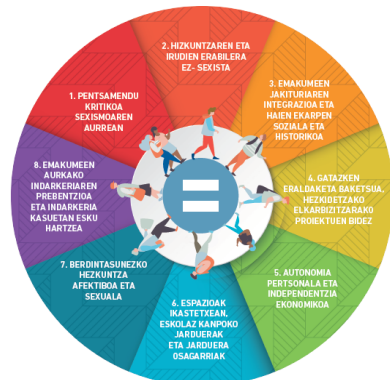 1. PENTSAMENDU
KRITIKOA
SEXISMOAREN
AURREAN
2. HIZKUNTZAREN ETA
IRUDIEN ERABILERA
EZ- SEXISTA
3. EMAKUMEEN
JAKITURIAREN
INTEGRAZIOA ETA
HAIEN EKARPEN
SOZIALA ETA
HISTORIKOA
4. GATAZKEN
ERALDAKETA BAKETSUA,
HEZKIDETZAKO
ELKARBIZITZARAKO
PROIEKTUEN BIDEZ
5. AUTONOMIA
PERTSONALA ETA
INDEPENDENTZIA
EKONOMIKOA
6. ESPAZIOAK
IKASTETXEAN,
ESKOLAZ KANPOKO
JARDUERAK
ETA JARDUERA
OSAGARRIAK
7. BERDINTASUNEZKO
HEZKUNTZA
AFEKTIBOA ETA
SEXUALA
8. EMAKUMEEN
AURKAKO
INDARKERIAREN
PREBENTZIOA
ETA INDARKERIA
KASUETAN ESKU
HARTZEA